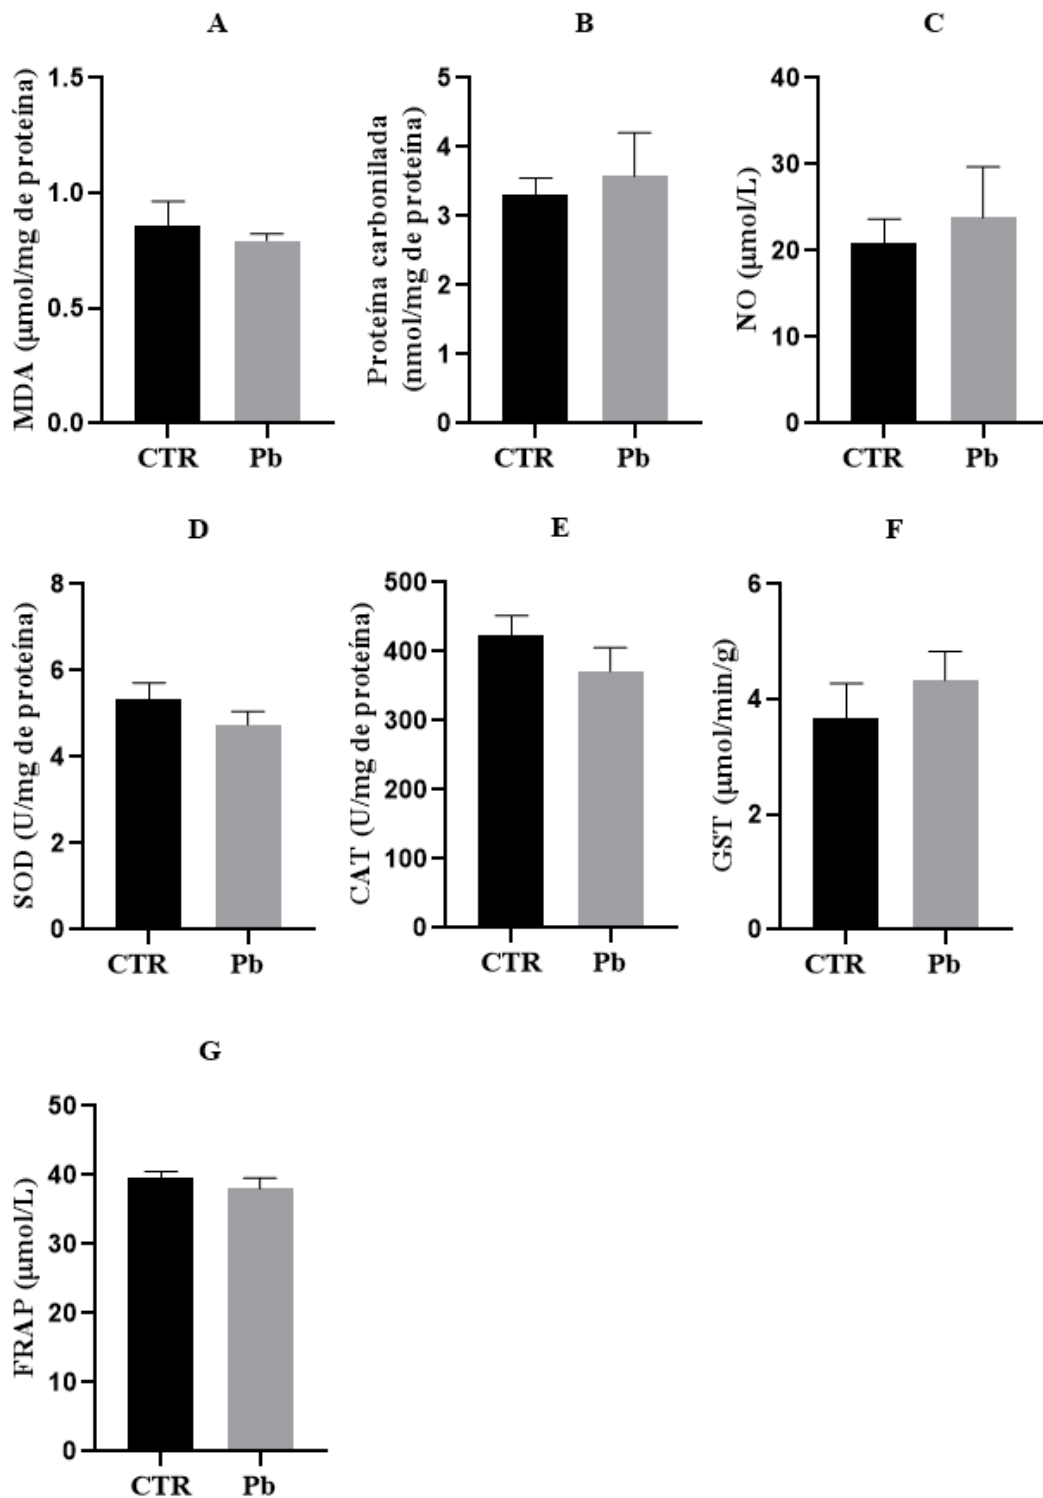 A
MDA (μmol/mg de proteína)
1.5
1.0
0.5
0.0
CTR Pb
B
Proteína carbonilada
(nmol/mg de proteína)
5
4
3
2
1
0
CTR Pb
C
NO (μmol/L)
40
30
20
10
0
CTR Pb
D
SOD (U/mg de proteína)
8
6
4
2
0
CTR Pb
E
CAT (U/mg de proteína)
500
400
300
200
100
0
CTR Pb
F
GST (μmol/min/g)
6
4
2
0
CTR Pb
G
FRAP (μmol/L)
50
40
30
20
10
0
CTR Pb